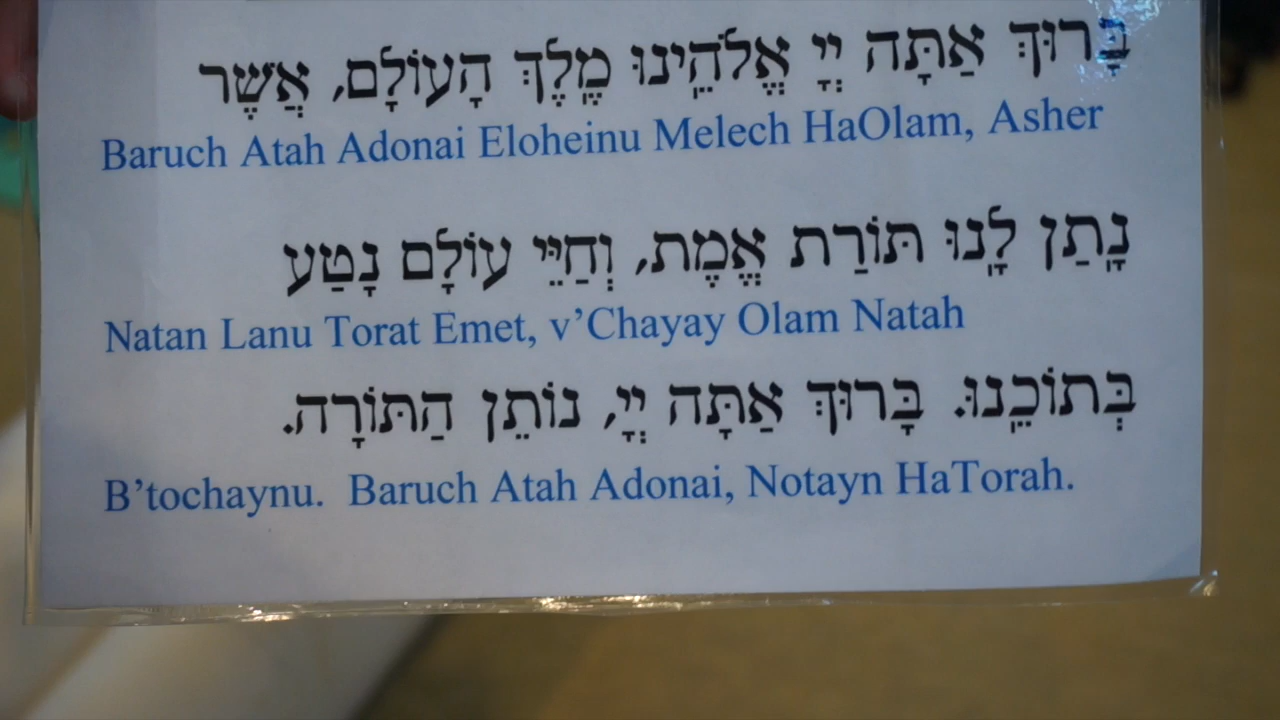 בָּרוּךְ אַתָּה יְיָ אֱלֹהֵינוּ מֶלֶךְ הָעוֹלָם, אֲשֶׁר
Baruch Atah Adonai Eloheinu Melech HaOlam, Asher
נָתַן לָנוּ תּוֹרַת אֱמֶת, וְחַיֵּי עוֹלָם נָטַע
Natan Lanu Torat Emet, v’Chayay Olam Natah
בְּתוֹכֵנוּ. בָּרוּךְ אַתָּה יְיָ, נוֹתֵן הַתּוֹרָה.
B’tochaynu. Baruch Atah Adonai, Notayn HaTorah.